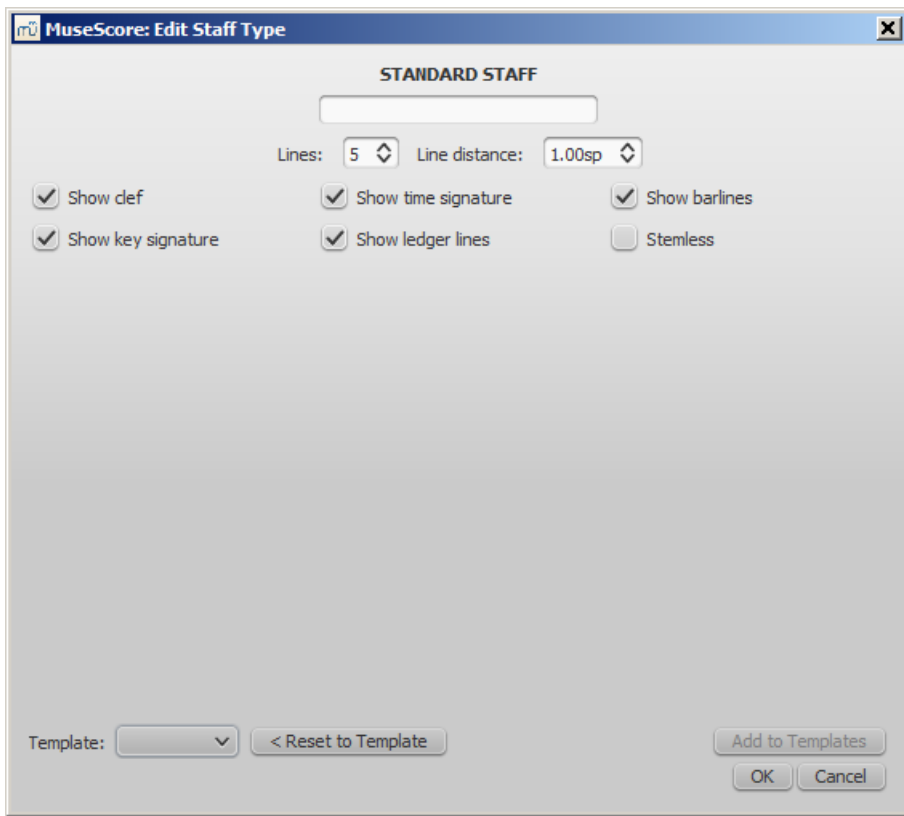 mû MuseScore: Edit Staff Type
STANDARD STAFF
Lines: 5 Line distance: 1.00sp
Show clef Show time signature Show barlines
Show key signature Show ledger lines Stemless
Template: < Reset to Template Add to Templates
OK Cancel